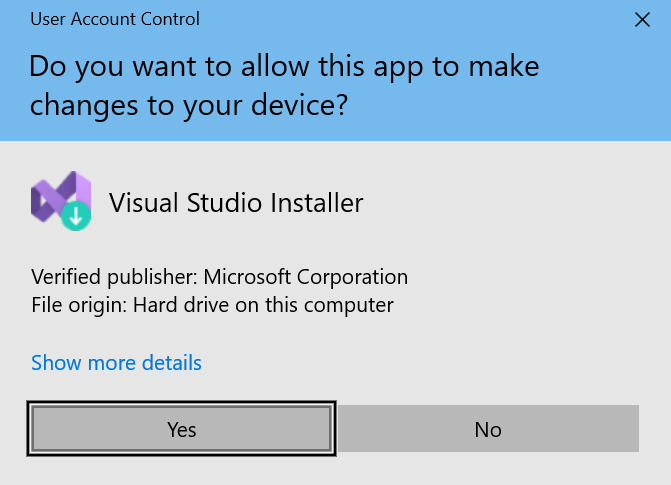 User Account Control
Do you want to allow this app to make
changes to your device?
Visual Studio Installer
Verified publisher: Microsoft Corporation
File origin: Hard drive on this computer
Show more details
Yes
No